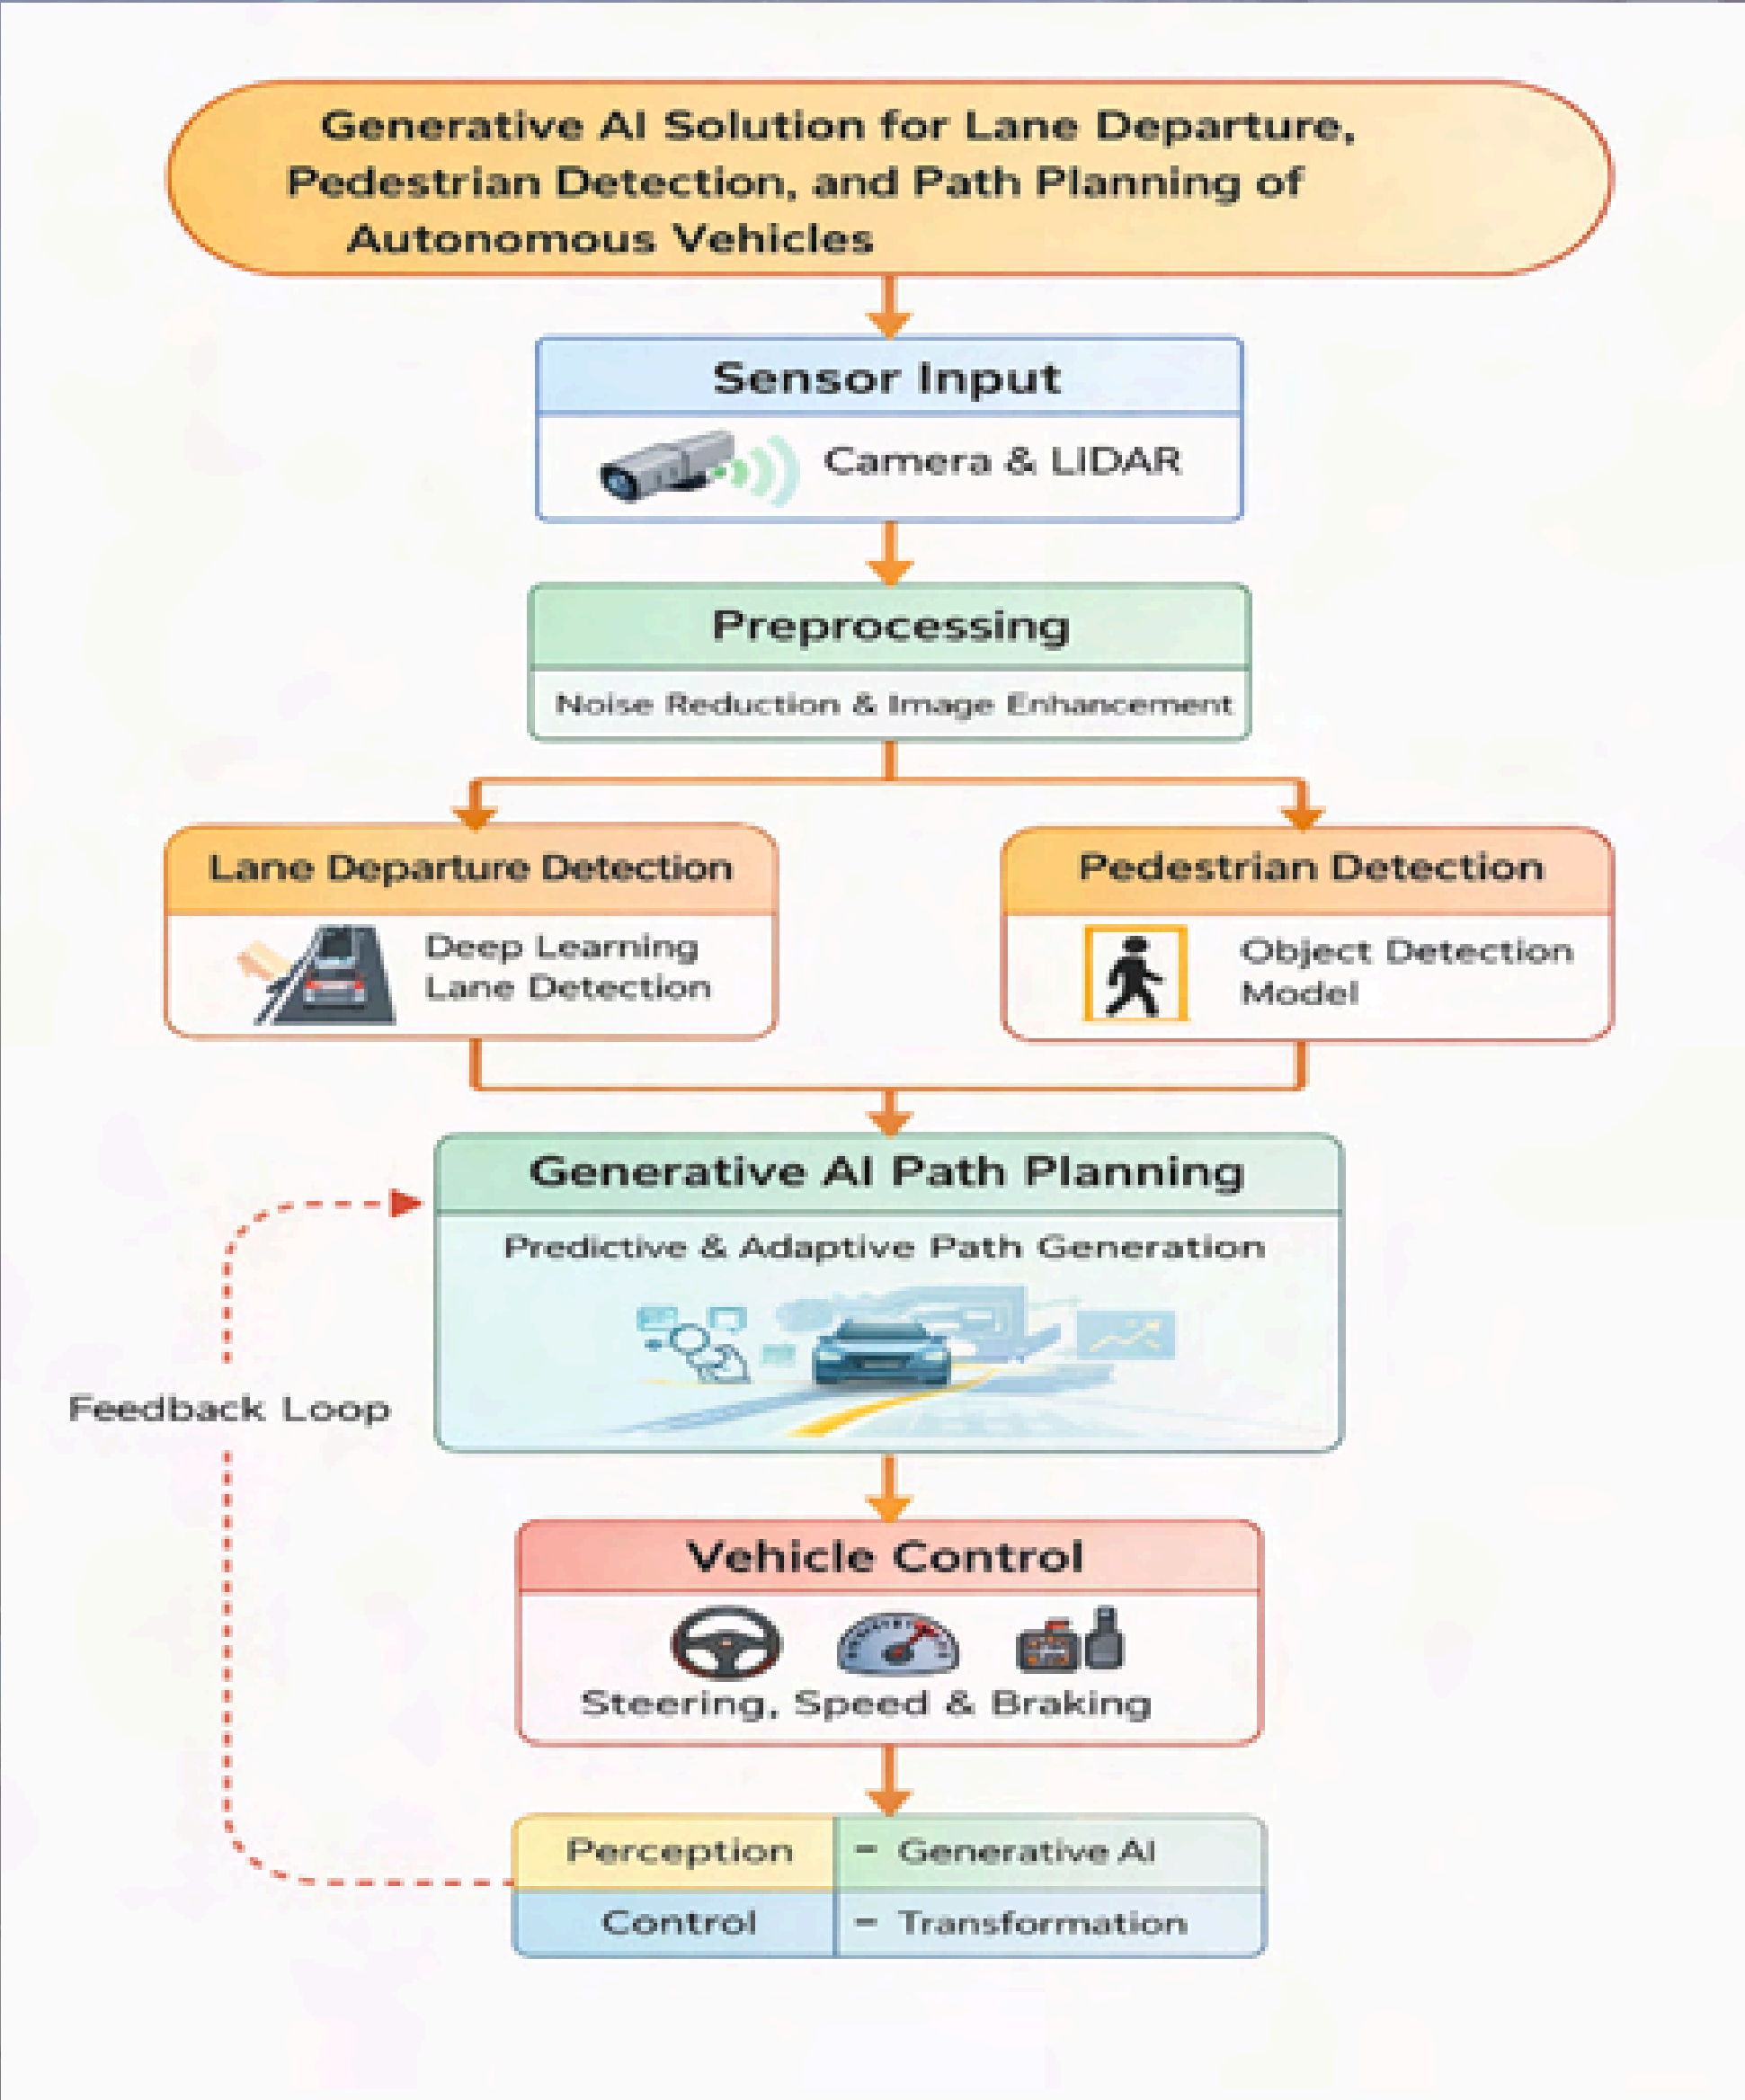 Generative AI Solution for Lane Departure,
Pedestrian Detection, and Path Planning of
Autonomous Vehicles
Sensor Input
Camera & LiDAR
Preprocessing
Noise Reduction & Image Enhancement
Lane Departure Detection
Deep Learning
Lane Detection
Pedestrian Detection
Object Detection
Model
Generative AI Path Planning
Predictive & Adaptive Path Generation
Feedback Loop
Vehicle Control
Steering, Speed & Braking
Perception – Generative AI
Control – Transformation